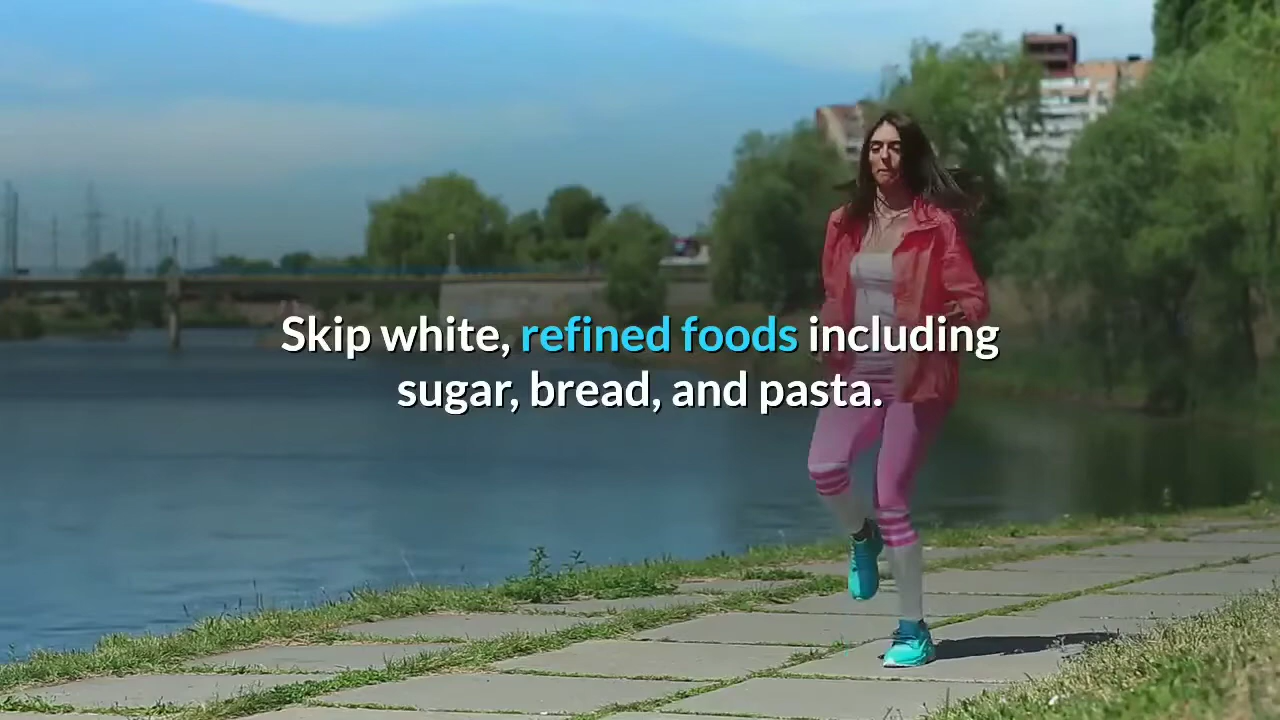 Skip white, refined foods including
sugar, bread, and pasta.